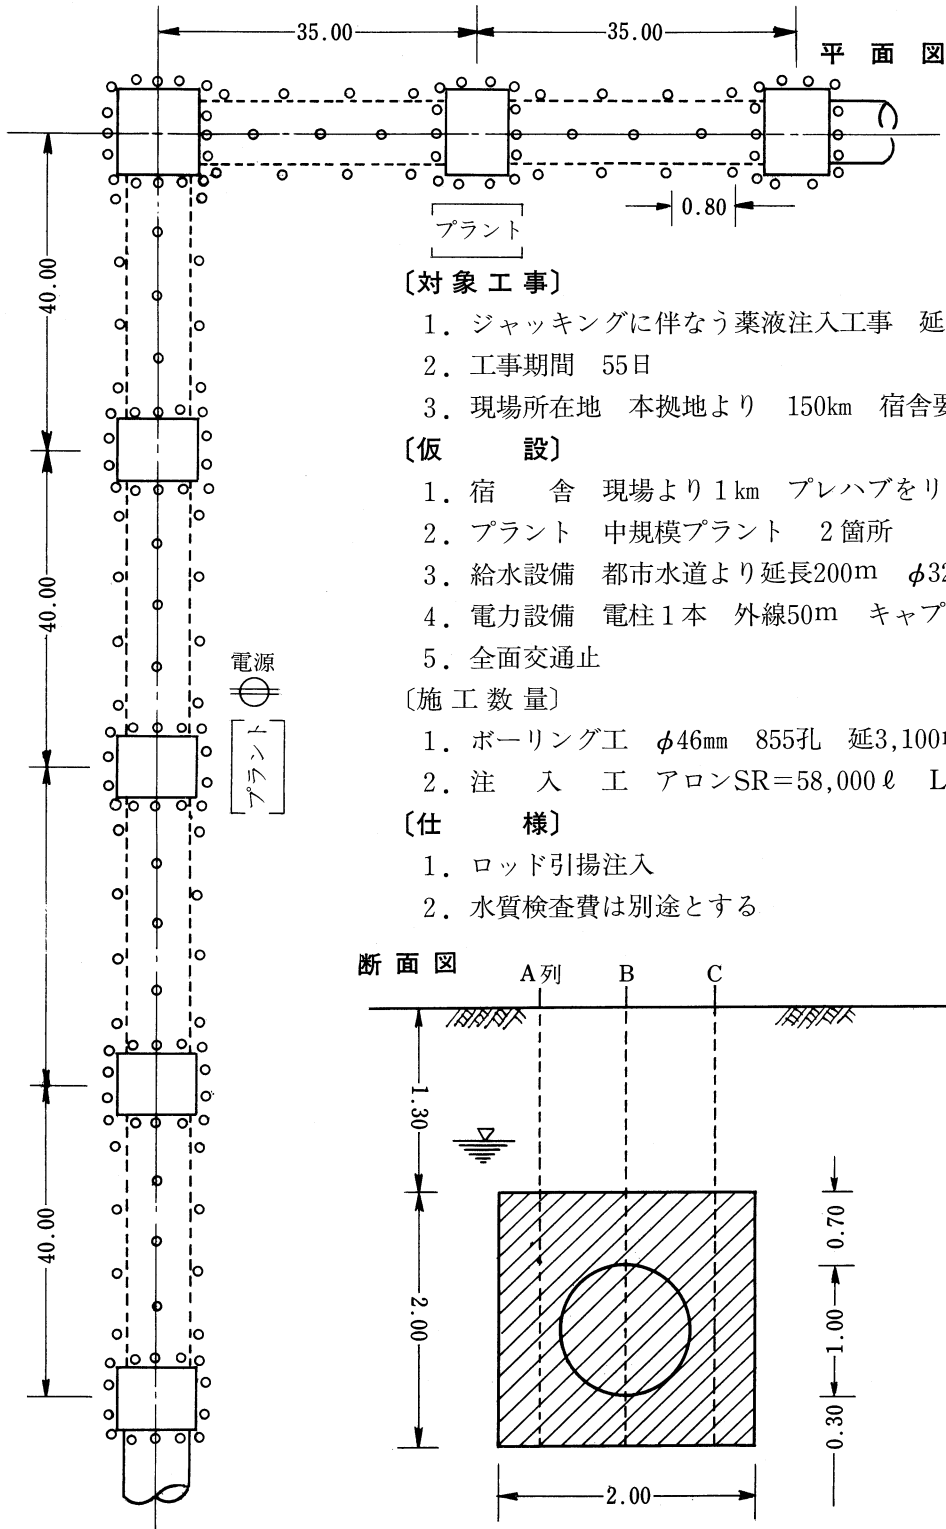 35.00
35.00
平面図
0.80
プラント
40.00
40.00
40.00
電源
プラント
〔対象工事〕
1．ジャッキングに伴なう薬液注入工事　延
2．工事期間　55日
3．現場所在地　本拠地より　150km　宿舎要
〔仮　設〕
1．宿　舎　現場より1km　プレハブをリ
2．プラント　中規模プラント　2箇所
3．給水設備　都市水道より延長200m　φ32
4．電力設備　電柱1本　外線50m　キャプ
5．全面交通止
〔施工数量〕
1．ボーリング工　φ46mm　855孔　延3,100
2．注　入　工　アロンSR＝58,000ℓ　L
〔仕　様〕
1．ロッド引揚注入
2．水質検査費は別途とする
断面図
A列
B
C
1.30
2.00
0.70
1.00
0.30
2.00